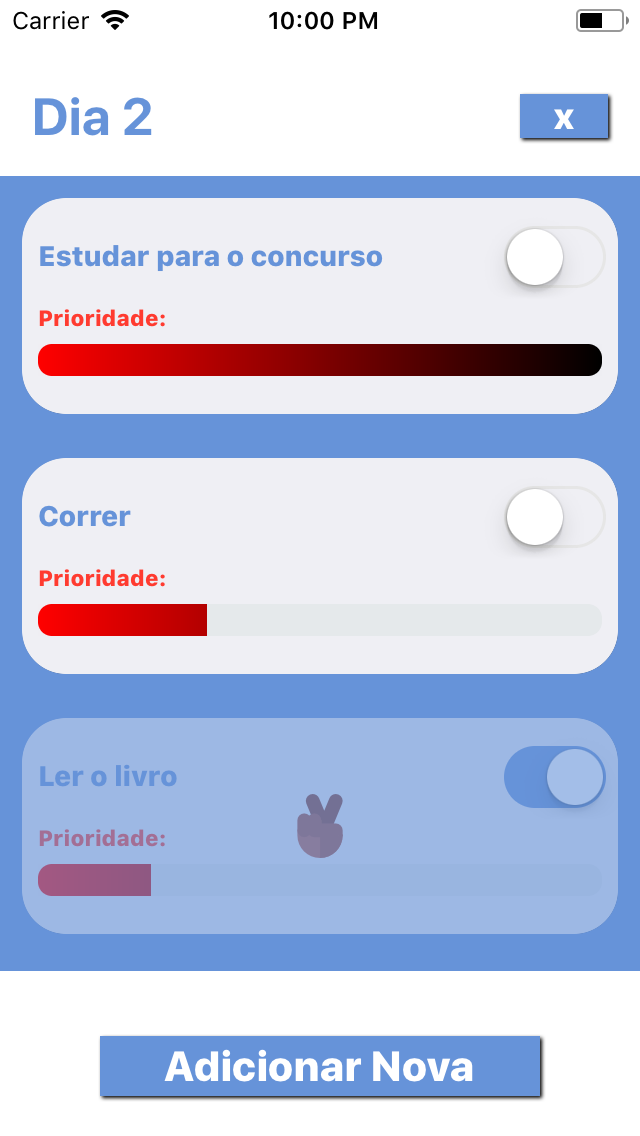 Carrier 10:00 PM
Dia 2
x
Estudar para o concurso
Prioridade:
Correr
Prioridade:
Ler o livro
Prioridade:
Adicionar Nova